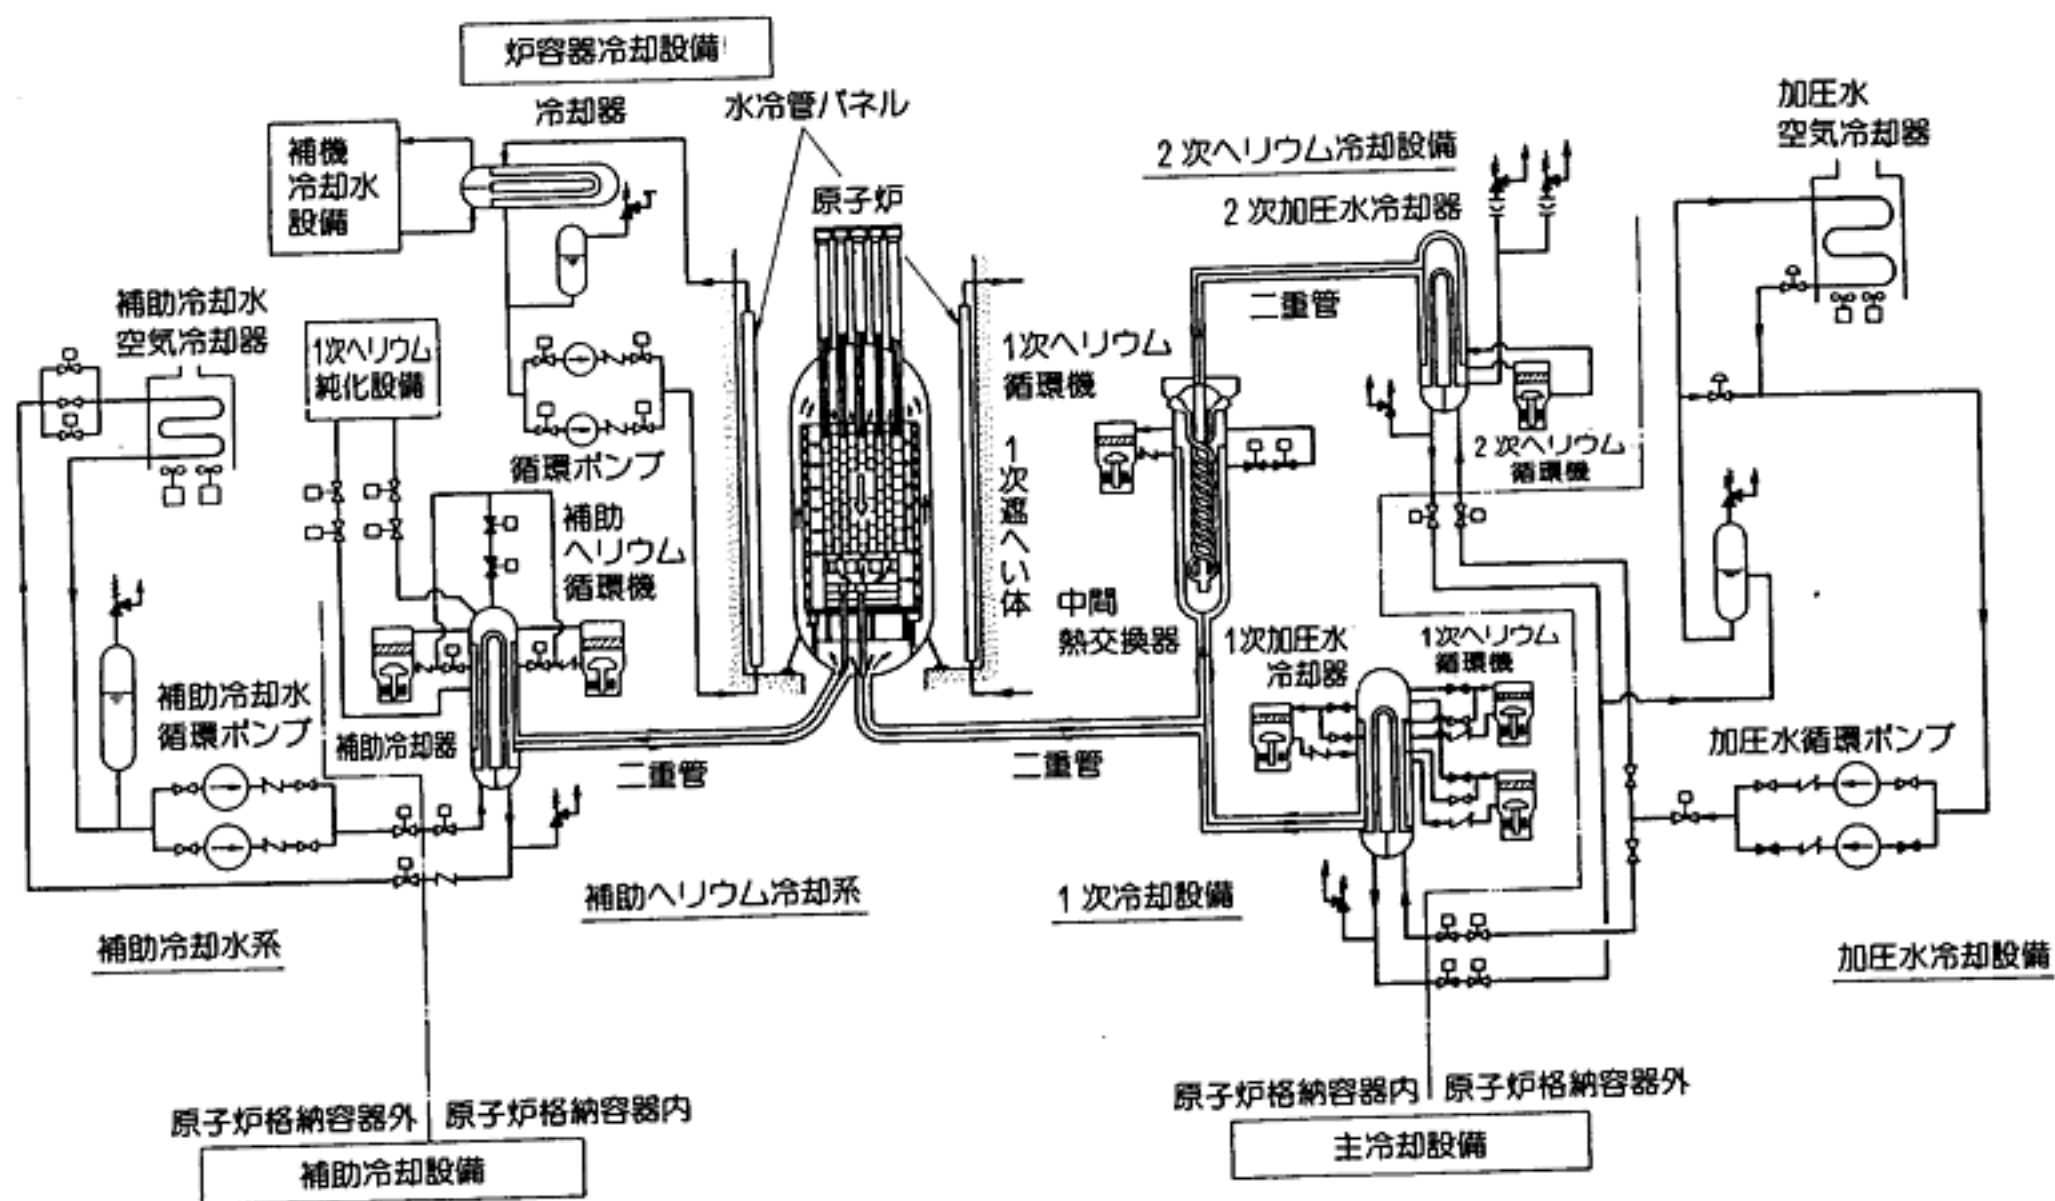 炉容器冷却設備
冷却器
水冷管パネル
補機
冷却水
設備
原子炉
2次ヘリウム冷却設備
2次加圧水冷却器
加圧水
空気冷却器
補助冷却水
空気冷却器
1次ヘリウム
純化設備
循環ポンプ
補助
ヘリウム
循環機
1次遮へい体
1次ヘリウム
循環機
二重管
2次ヘリウム
循環機
中間
熱交換器
1次加圧水
冷却器
1次ヘリウム
循環機
補助冷却水
循環ポンプ
補助冷却器
二重管
二重管
加圧水循環ポンプ
補助ヘリウム冷却系
1次冷却設備
補助冷却水系
加圧水冷却設備
原子炉格納容器外
原子炉格納容器内
補助冷却設備
原子炉格納容器内
原子炉格納容器外
主冷却設備